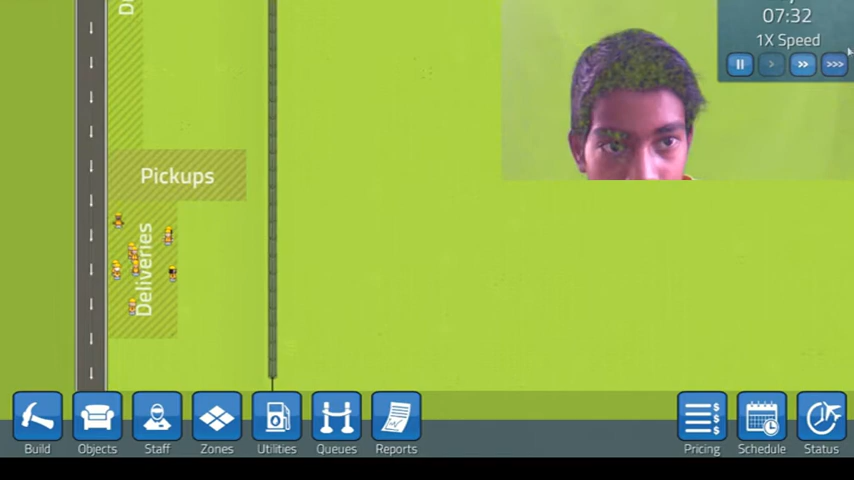 07:32
1X Speed
Pickups
Deliveries
Build
Objects
Staff
Zones
Utilities
Queues
Reports
Pricing
Schedule
Status